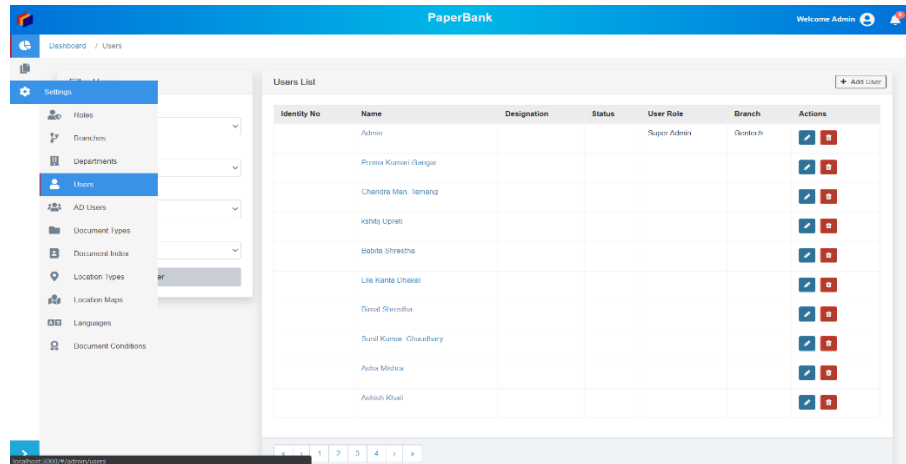 PaperBank
Welcome Admin
Dashboard / Users
Settings
Roles
Branches
Departments
Users
AD Users
Document Types
Document Index
Location Types
Location Maps
Languages
Document Conditions
Users List
+ Add User
Identity No Name Designation Status User Role Branch Actions
Admin Super Admin Gentech
Prema Kumari Gangai
Chandra Man. Tamang
kshitij Upreti
Babita Shrestha
Lila Kanta Dhakal
Bimal Shrestha
Sunil Kumar Chaudhary
Asha Mishra
Ashish Khati
« ‹ 1 2 3 4 › »
localhost:3000/#/admin/users